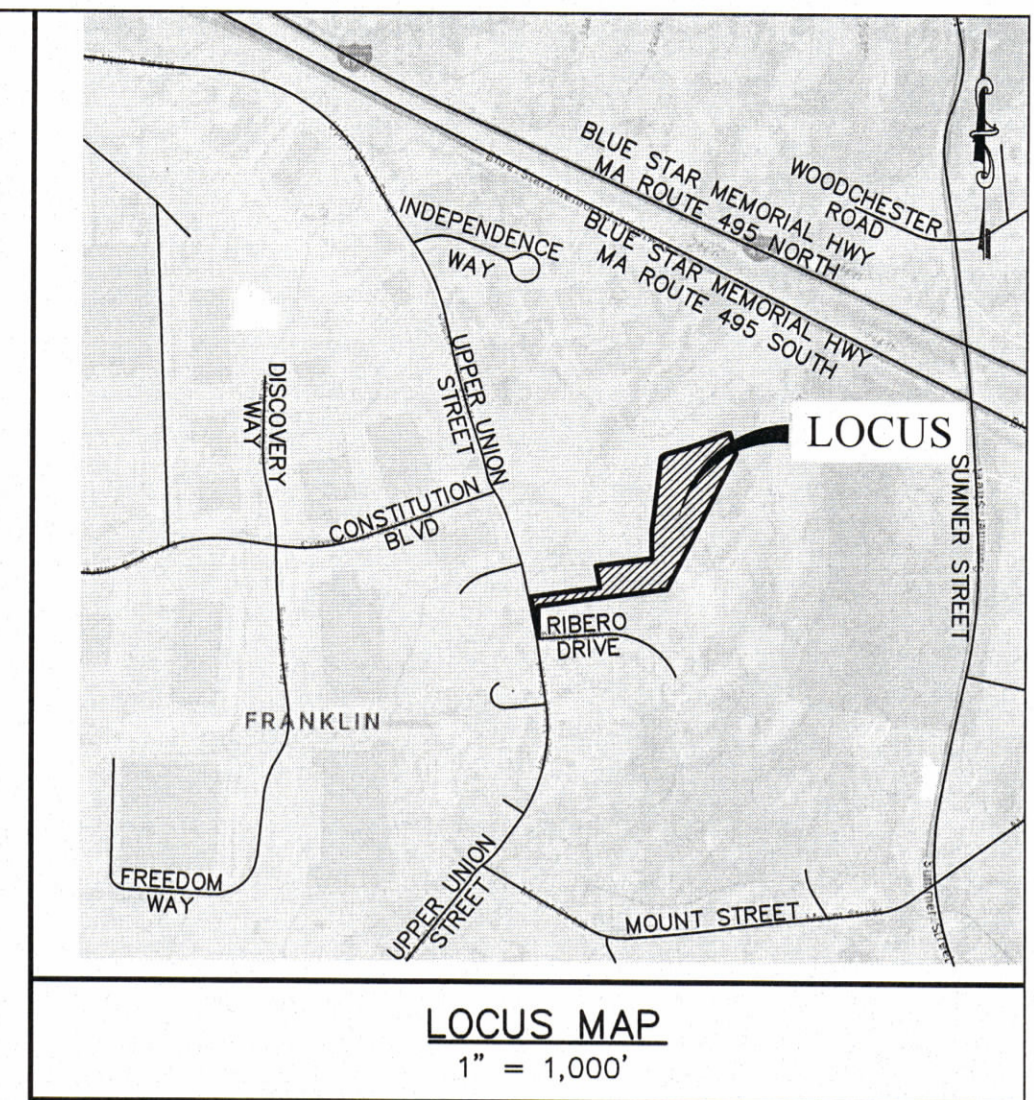 BLUE STAR MEMORIAL HWY
MA ROUTE 495 NORTH
WOODCHESTER
ROAD
INDEPENDENCE
WAY
BLUE STAR MEMORIAL HWY
MA ROUTE 495 SOUTH
UPPER UNION
STREET
DISCOVERY
WAY
LOCUS
SUMNER STREET
CONSTITUTION
BLVD
RIBERO
DRIVE
FRANKLIN
FREEDOM
WAY
UPPER UNION
STREET
MOUNT STREET
Sumner Street
LOCUS MAP
1" = 1,000'